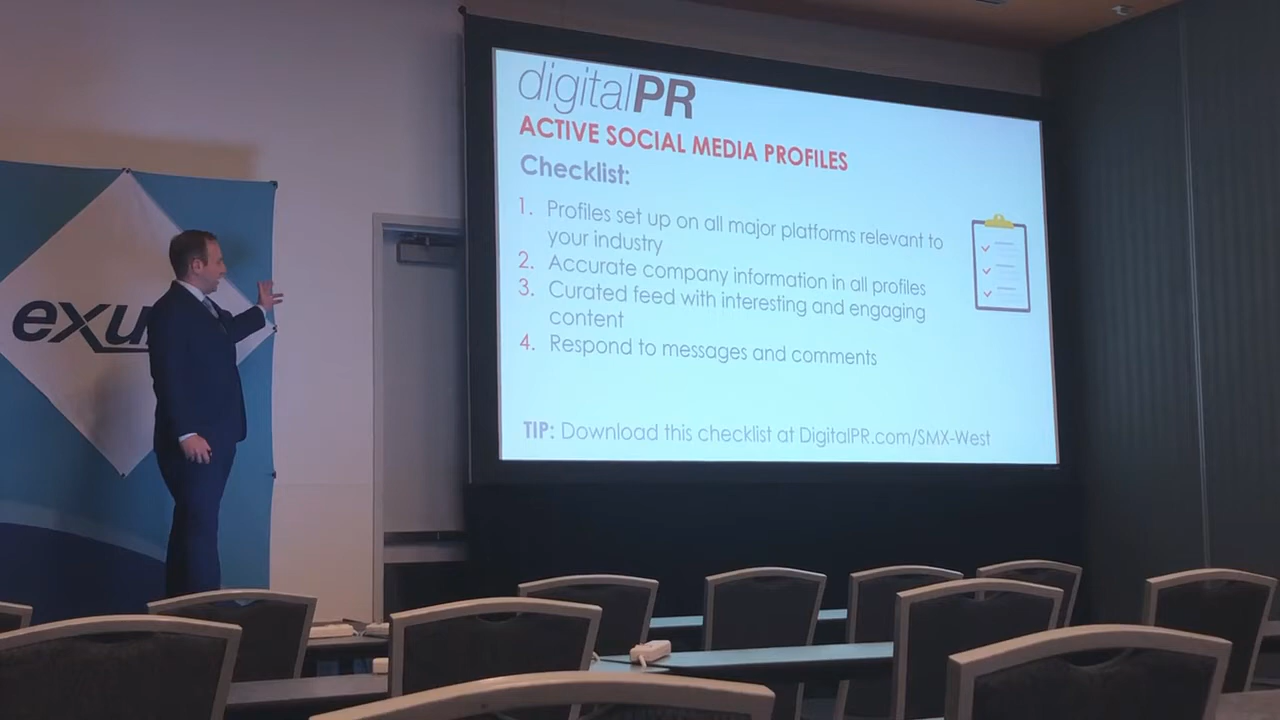 digitalPR
ACTIVE SOCIAL MEDIA PROFILES
Checklist:
1. Profiles set up on all major platforms relevant to
your industry
2. Accurate company information in all profiles
3. Curated feed with interesting and engaging
content
4. Respond to messages and comments
TIP: Download this checklist at DigitalPR.com/SMX-West
exu